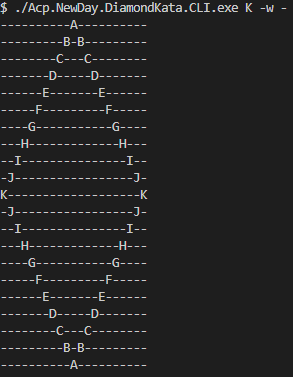 $ ./Acp.NewDay.DiamondKata.CLI.exe K -w -
----------A----------
---------B-B---------
--------C---C--------
-------D-----D-------
------E-------E------
-----F---------F-----
----G-----------G----
---H-------------H---
--I---------------I--
-J-----------------J-
K-------------------K
-J-----------------J-
--I---------------I--
---H-------------H---
----G-----------G----
-----F---------F-----
------E-------E------
-------D-----D-------
--------C---C--------
---------B-B---------
----------A----------